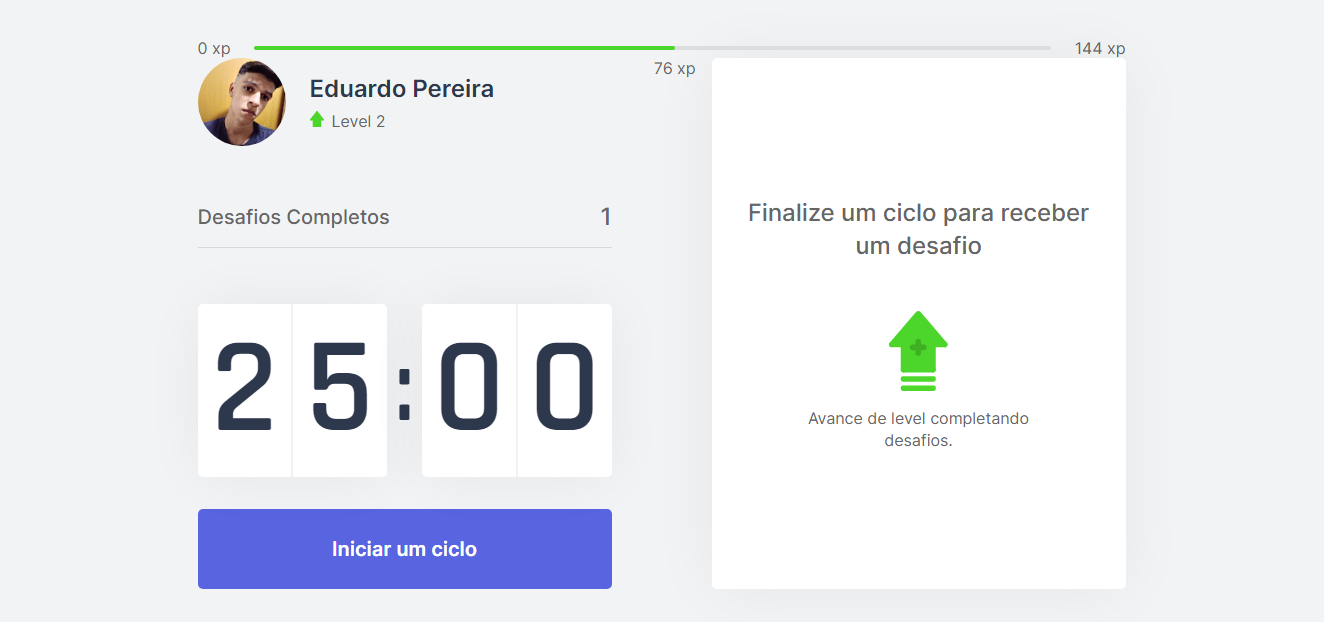 0 xp
144 xp
76 xp
Eduardo Pereira
Level 2
Desafios Completos
1
25:00
Iniciar um ciclo
Finalize um ciclo para receber
um desafio
Avance de level completando
desafios.